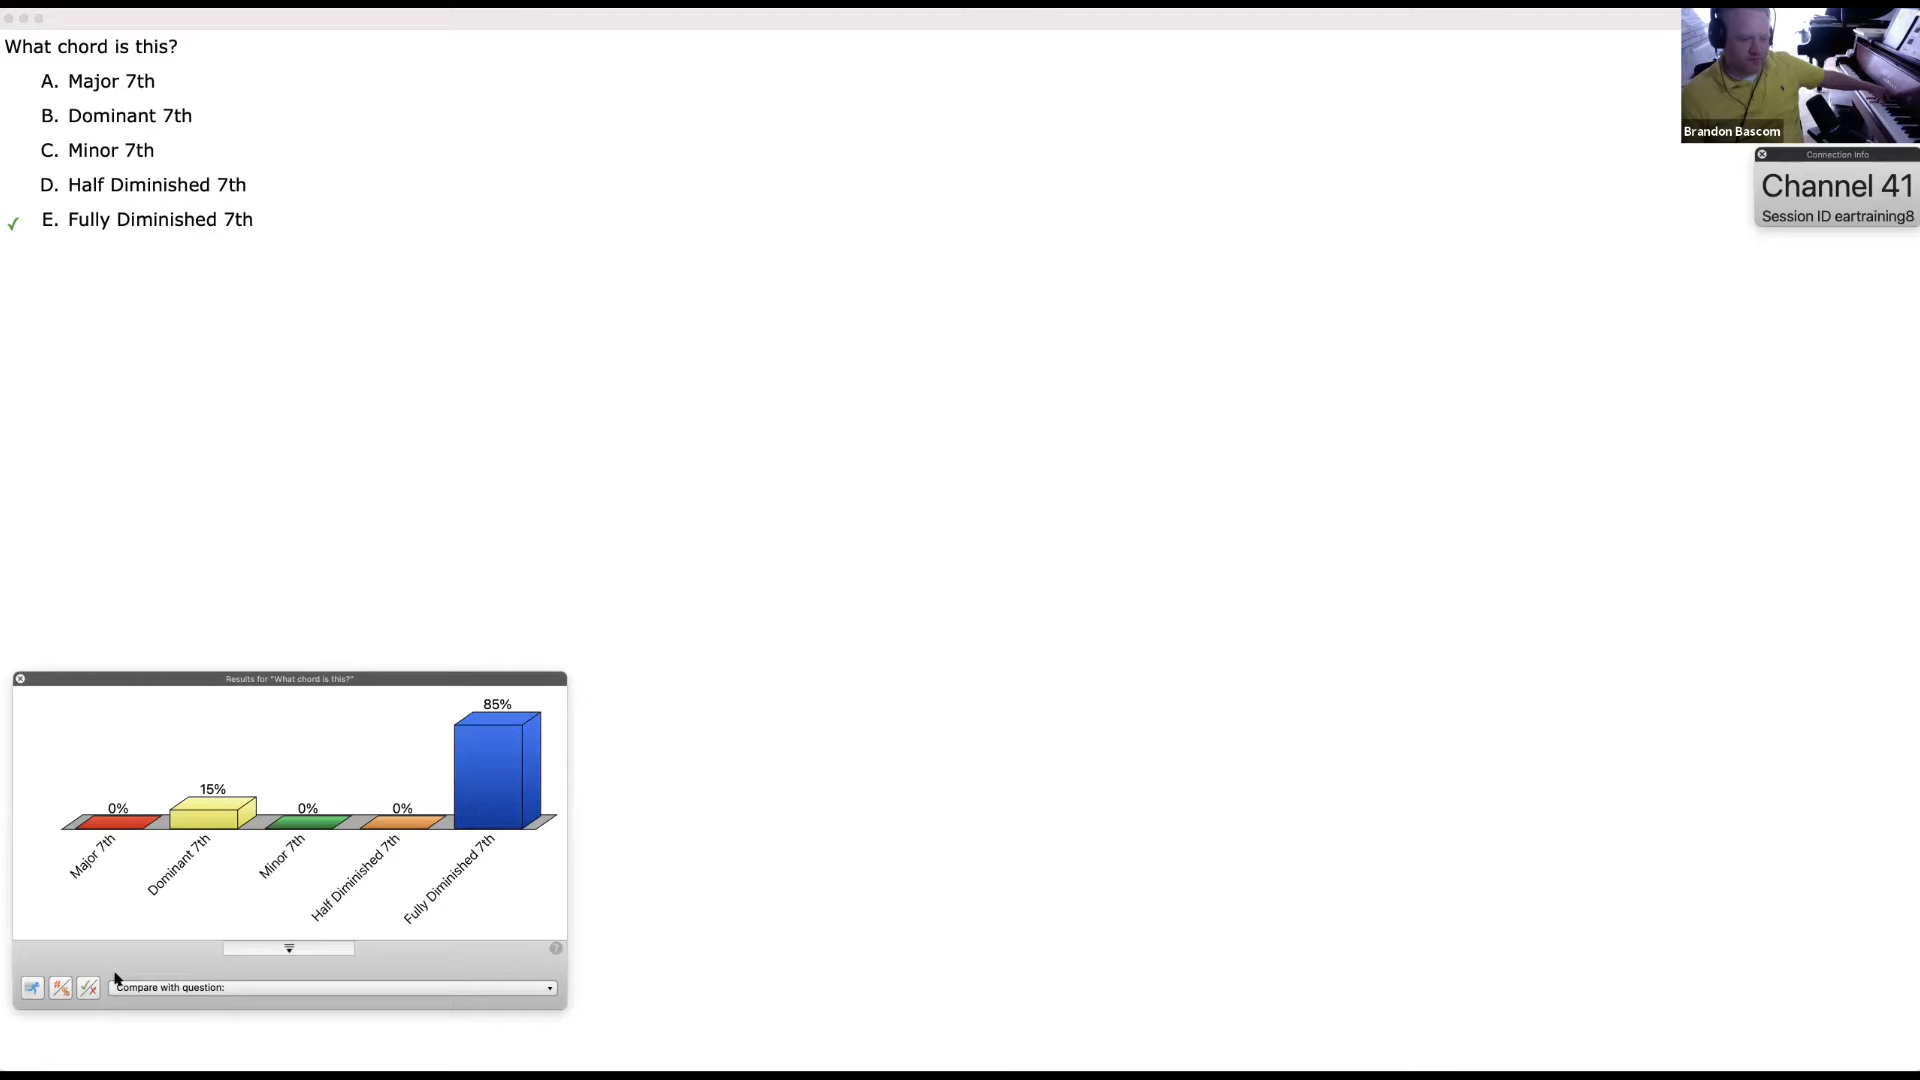 What chord is this?
A. Major 7th
B. Dominant 7th
C. Minor 7th
D. Half Diminished 7th
✓ E. Fully Diminished 7th
Brandon Bascom
Connection Info
Channel 41
Session ID eartraining8
Results for "What chord is this?"
0%
15%
0%
0%
85%
Major 7th
Dominant 7th
Minor 7th
Half Diminished 7th
Fully Diminished 7th
?
Compare with question: